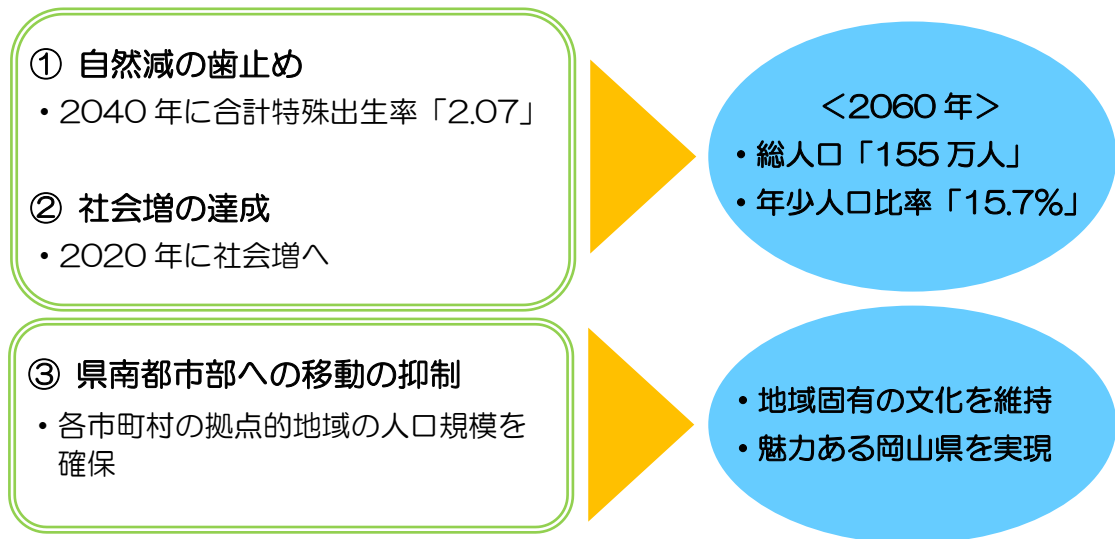 ① 自然減の歯止め
・2040 年に合計特殊出生率「2.07」
② 社会増の達成
・2020 年に社会増へ
＜2060 年＞
・総人口「155 万人」
・年少人口比率「15.7%」
③ 県南都市部への移動の抑制
・各市町村の拠点的地域の人口規模を
確保
・地域固有の文化を維持
・魅力ある岡山県を実現